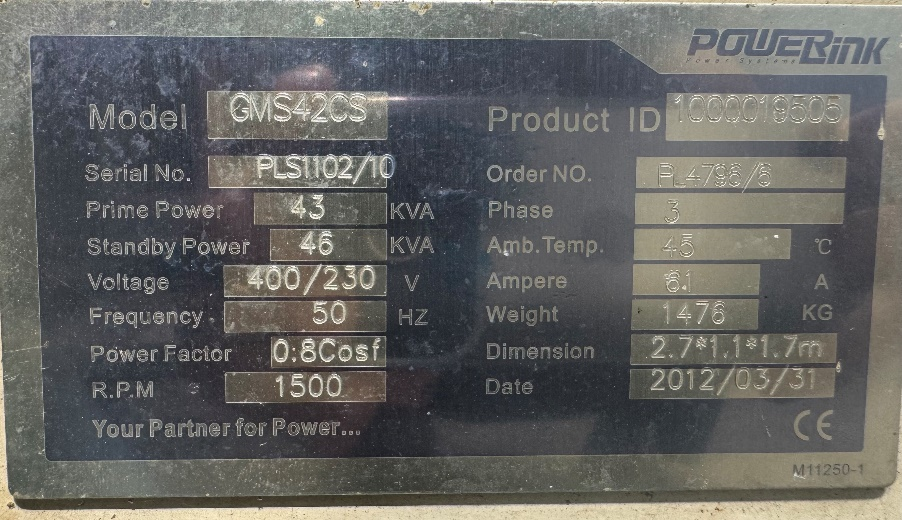 POWERLINK
Power Systems
Model GMS42CS
Product ID 1000019505
Serial No. PLS1102/10
Order NO. PL4796/6
Prime Power 43 KVA
Phase 3
Standby Power 46 KVA
Amb.Temp. 45 ℃
Voltage 400/230 V
Ampere 61 A
Frequency 50 HZ
Weight 1476 KG
Power Factor 0:8Cosf
Dimension 2.7*1.1*1.7m
R.P.M 1500
Date 2012/03/31
Your Partner for Power...
CE
M11250-1